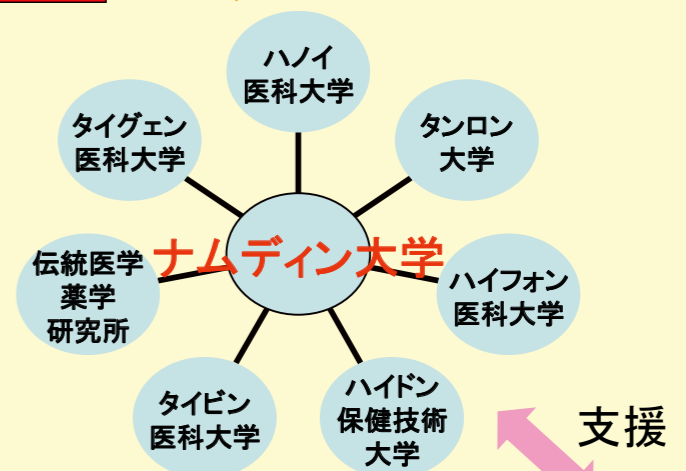 ハノイ
医科大学
タイグェン
医科大学
タンロン
大学
伝統医学
薬学
研究所
ナムディン大学
ハイフォン
医科大学
タイビン
医科大学
ハイドン
保健技術
大学
支援